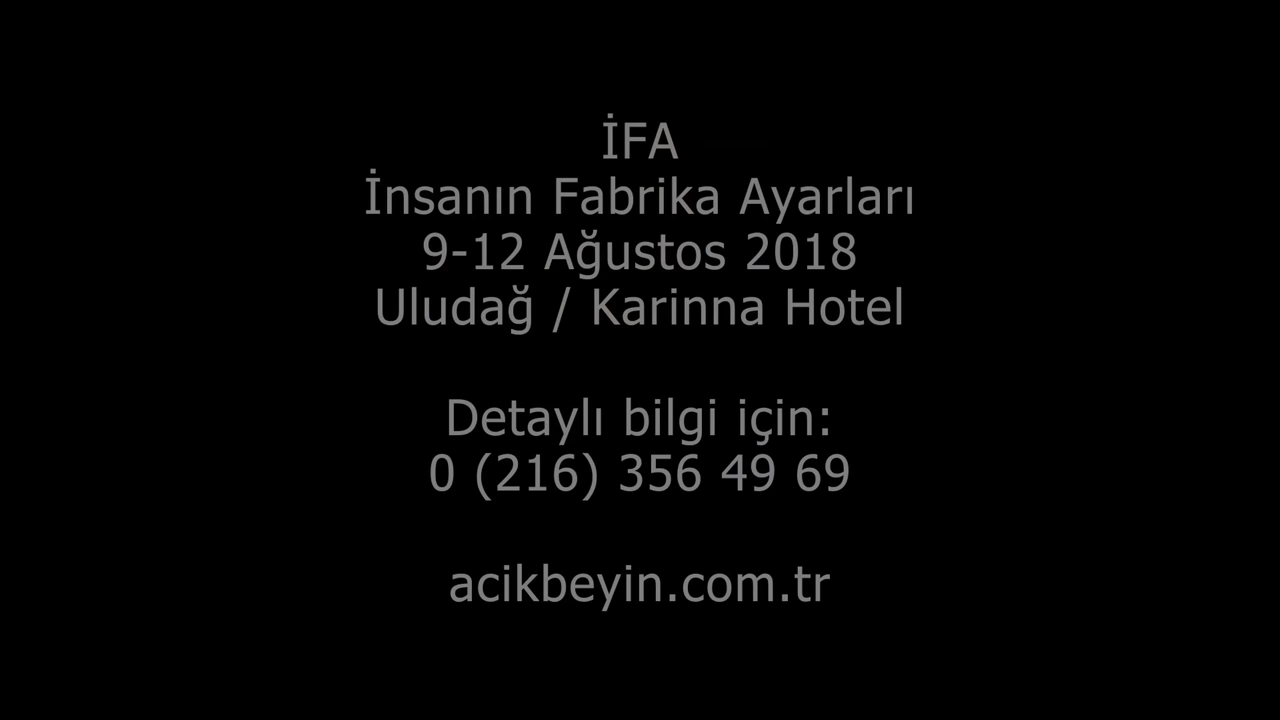 İFA
İnsanın Fabrika Ayarları
9-12 Ağustos 2018
Uludağ / Karinna Hotel
Detaylı bilgi için:
0 (216) 356 49 69
acikbeyin.com.tr